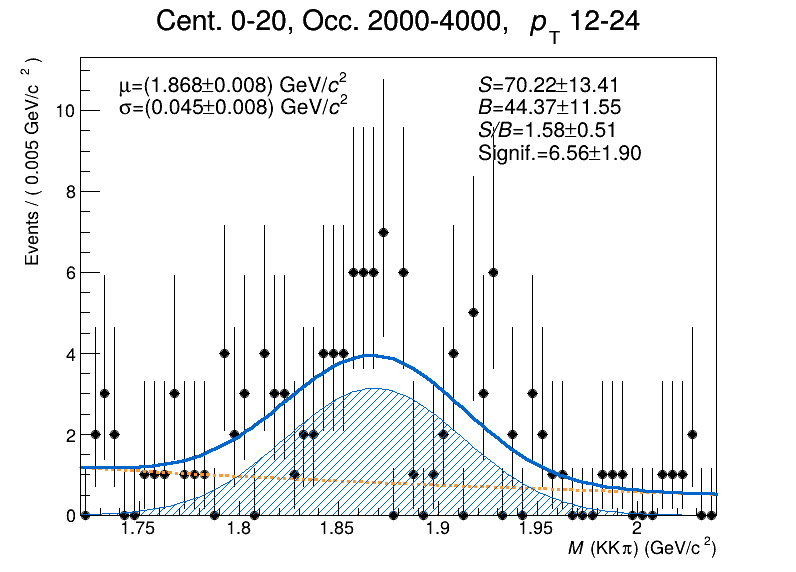 Cent. 0-20, Occ. 2000-4000, p_T 12-24
μ=(1.868±0.008) GeV/c²
σ=(0.045±0.008) GeV/c²
S=70.22±13.41
B=44.37±11.55
S/B=1.58±0.51
Signif.=6.56±1.90
Events / ( 0.005 GeV/c² )
10
8
6
4
2
0
1.75 1.8 1.85 1.9 1.95 2
M (KKπ) (GeV/c²)